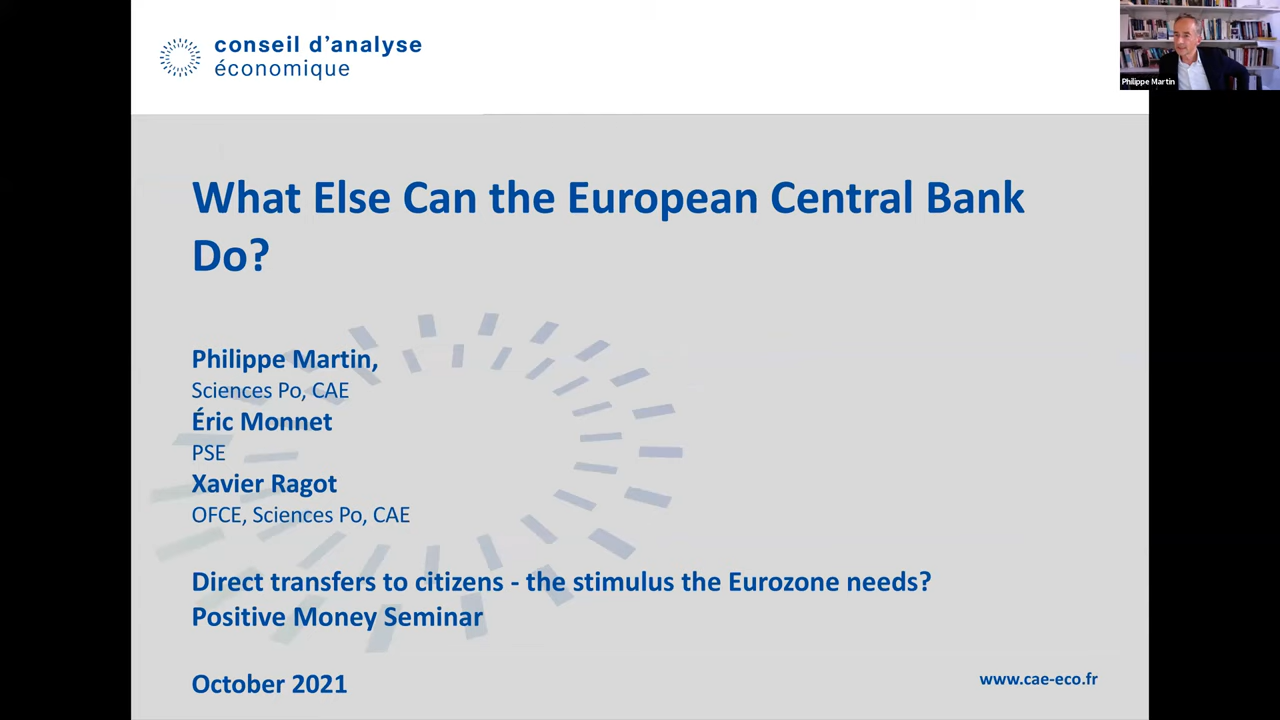 conseil d'analyse
économique
Philippe Martin
What Else Can the European Central Bank
Do?
Philippe Martin,
Sciences Po, CAE
Éric Monnet
PSE
Xavier Ragot
OFCE, Sciences Po, CAE
Direct transfers to citizens - the stimulus the Eurozone needs?
Positive Money Seminar
October 2021
www.cae-eco.fr